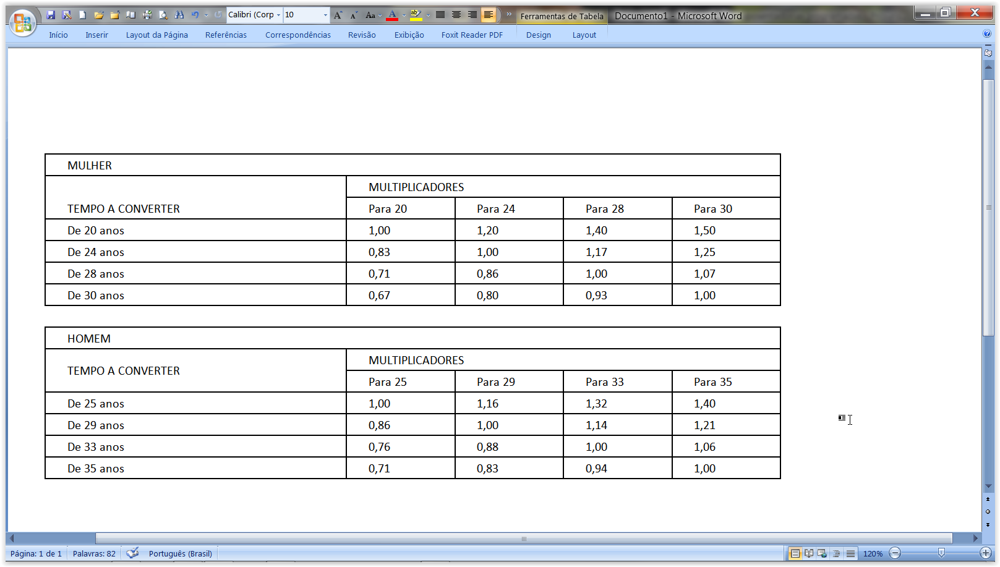 Calibri (Corp 10 A A Aa A ab Ferramentas de Tabela Documento1 - Microsoft Word
Início Inserir Layout da Página Referências Correspondências Revisão Exibição Foxit Reader PDF Design Layout
MULHER
MULTIPLICADORES
TEMPO A CONVERTER Para 20 Para 24 Para 28 Para 30
De 20 anos 1,00 1,20 1,40 1,50
De 24 anos 0,83 1,00 1,17 1,25
De 28 anos 0,71 0,86 1,00 1,07
De 30 anos 0,67 0,80 0,93 1,00
HOMEM
MULTIPLICADORES
TEMPO A CONVERTER
Para 25 Para 29 Para 33 Para 35
De 25 anos 1,00 1,16 1,32 1,40
De 29 anos 0,86 1,00 1,14 1,21
De 33 anos 0,76 0,88 1,00 1,06
De 35 anos 0,71 0,83 0,94 1,00
Página: 1 de 1 Palavras: 82 Português (Brasil) 120%